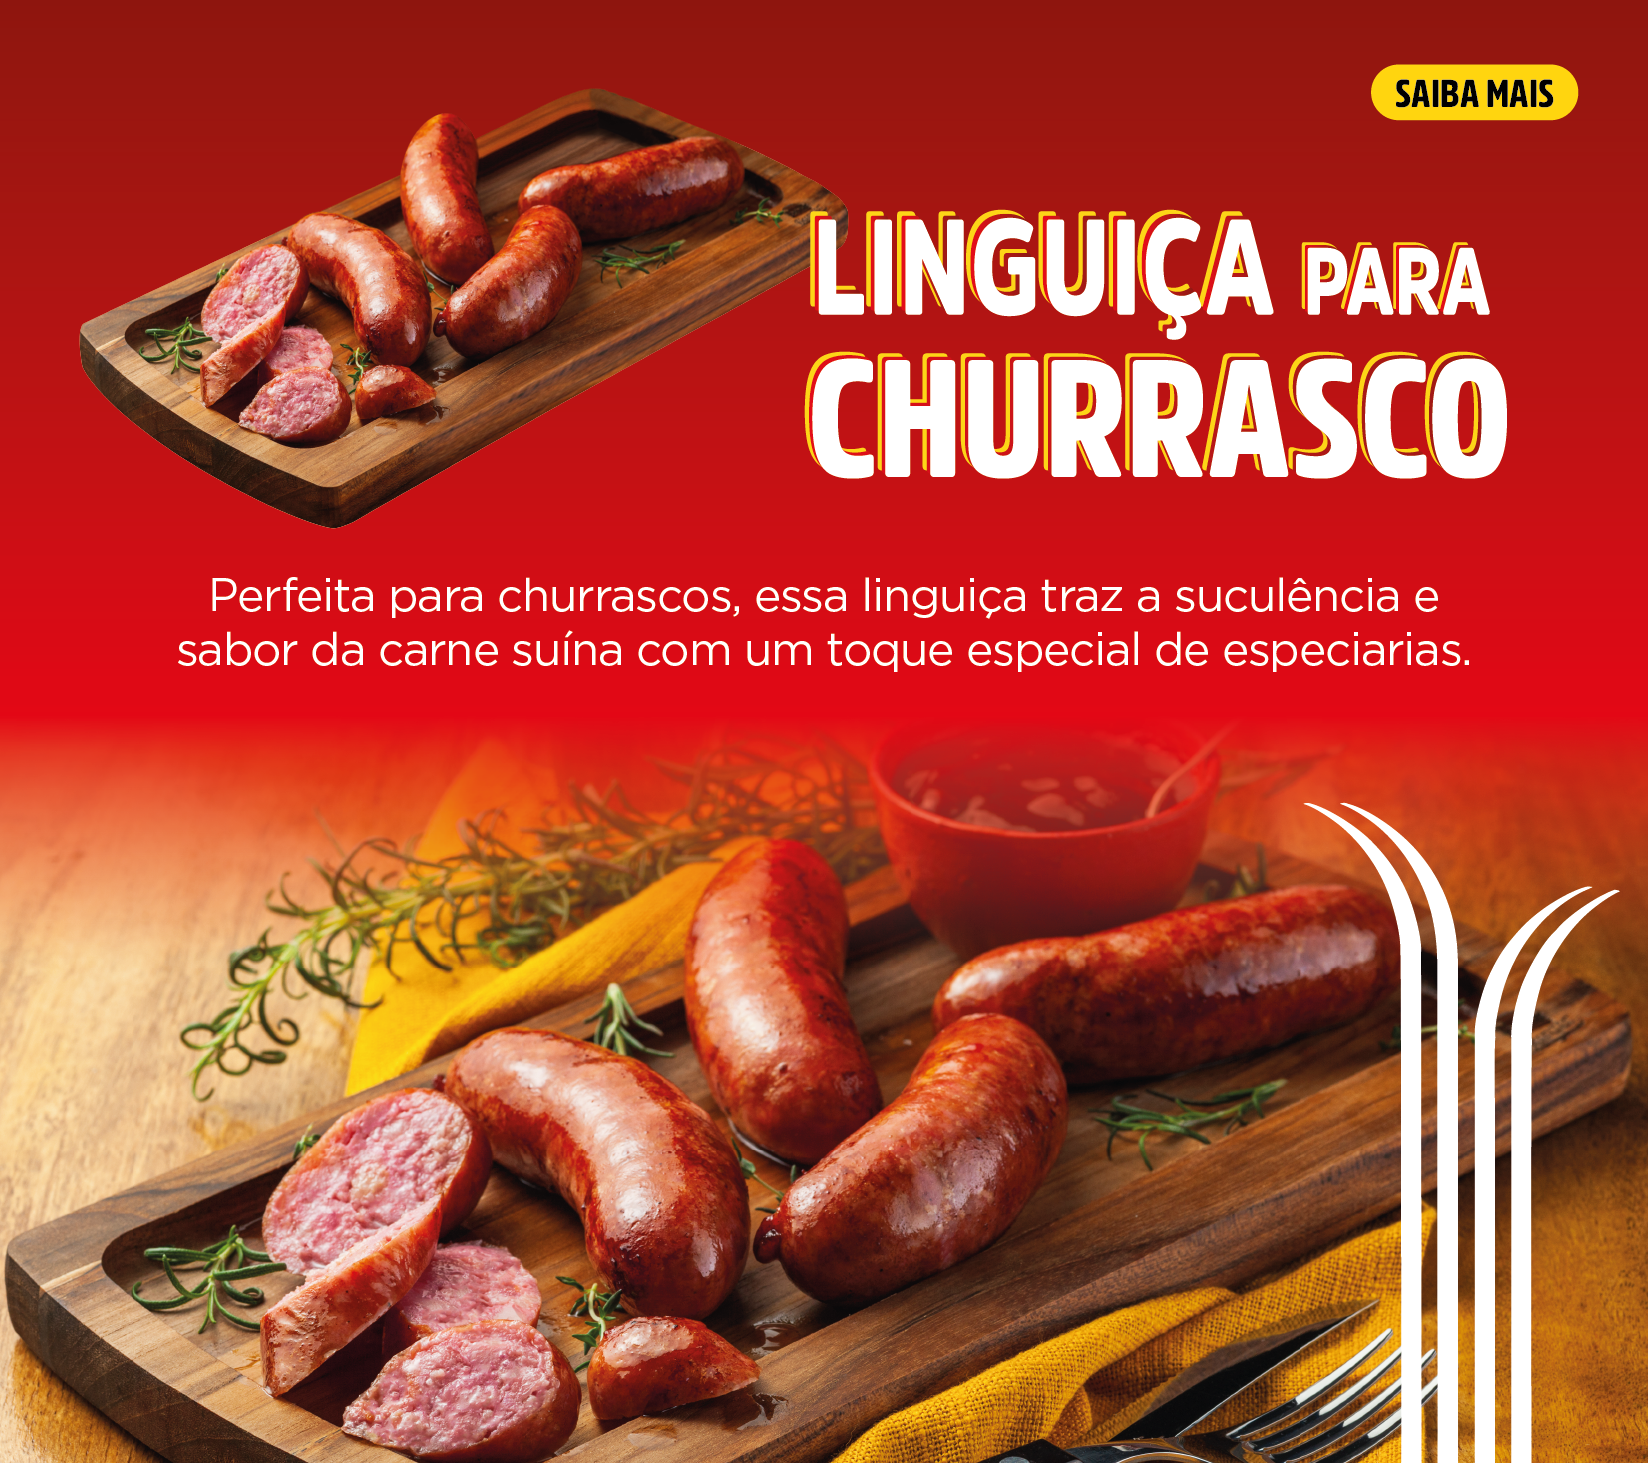 SAIBA MAIS
LINGUIÇA PARA
CHURRASCO
Perfeita para churrascos, essa linguiça traz a suculência e
sabor da carne suína com um toque especial de especiarias.